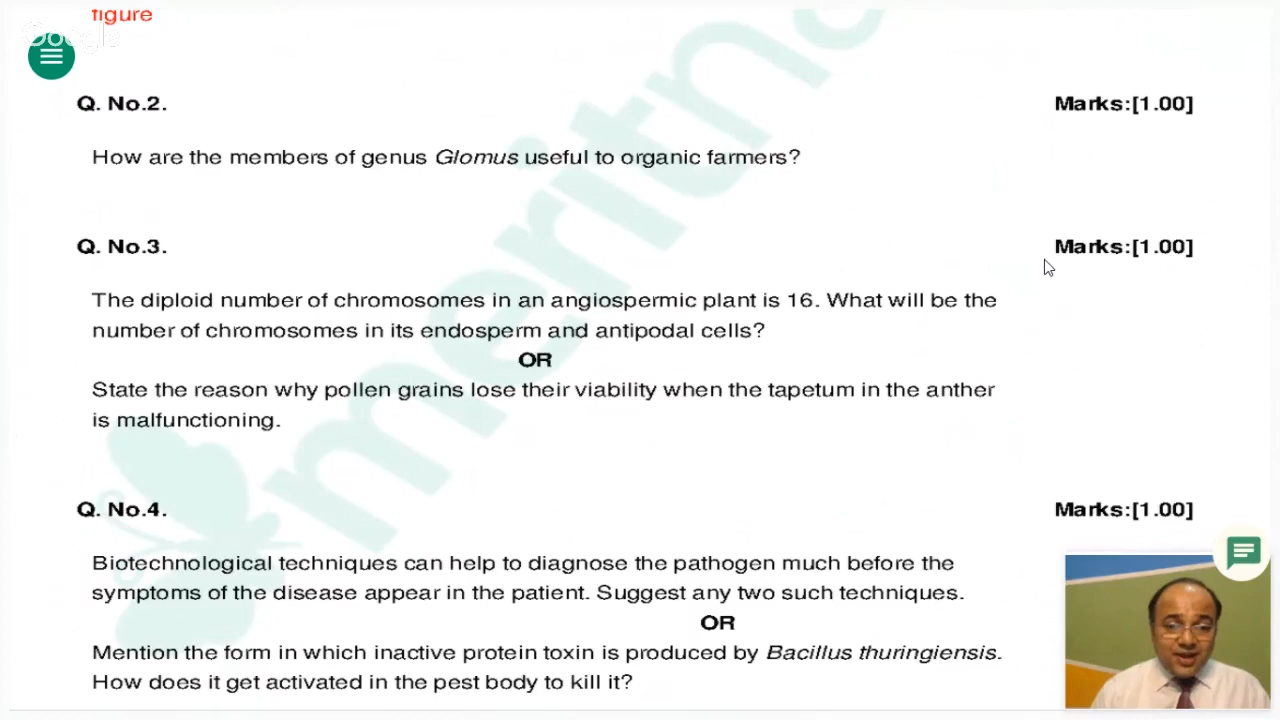 figure
Google
Q. No.2.
Marks:[1.00]
How are the members of genus Glomus useful to organic farmers?
Q. No.3.
Marks:[1.00]
The diploid number of chromosomes in an angiospermic plant is 16. What will be the
number of chromosomes in its endosperm and antipodal cells?
OR
State the reason why pollen grains lose their viability when the tapetum in the anther
is malfunctioning.
Q. No.4.
Marks:[1.00]
Biotechnological techniques can help to diagnose the pathogen much before the
symptoms of the disease appear in the patient. Suggest any two such techniques.
OR
Mention the form in which inactive protein toxin is produced by Bacillus thuringiensis.
How does it get activated in the pest body to kill it?
meritna